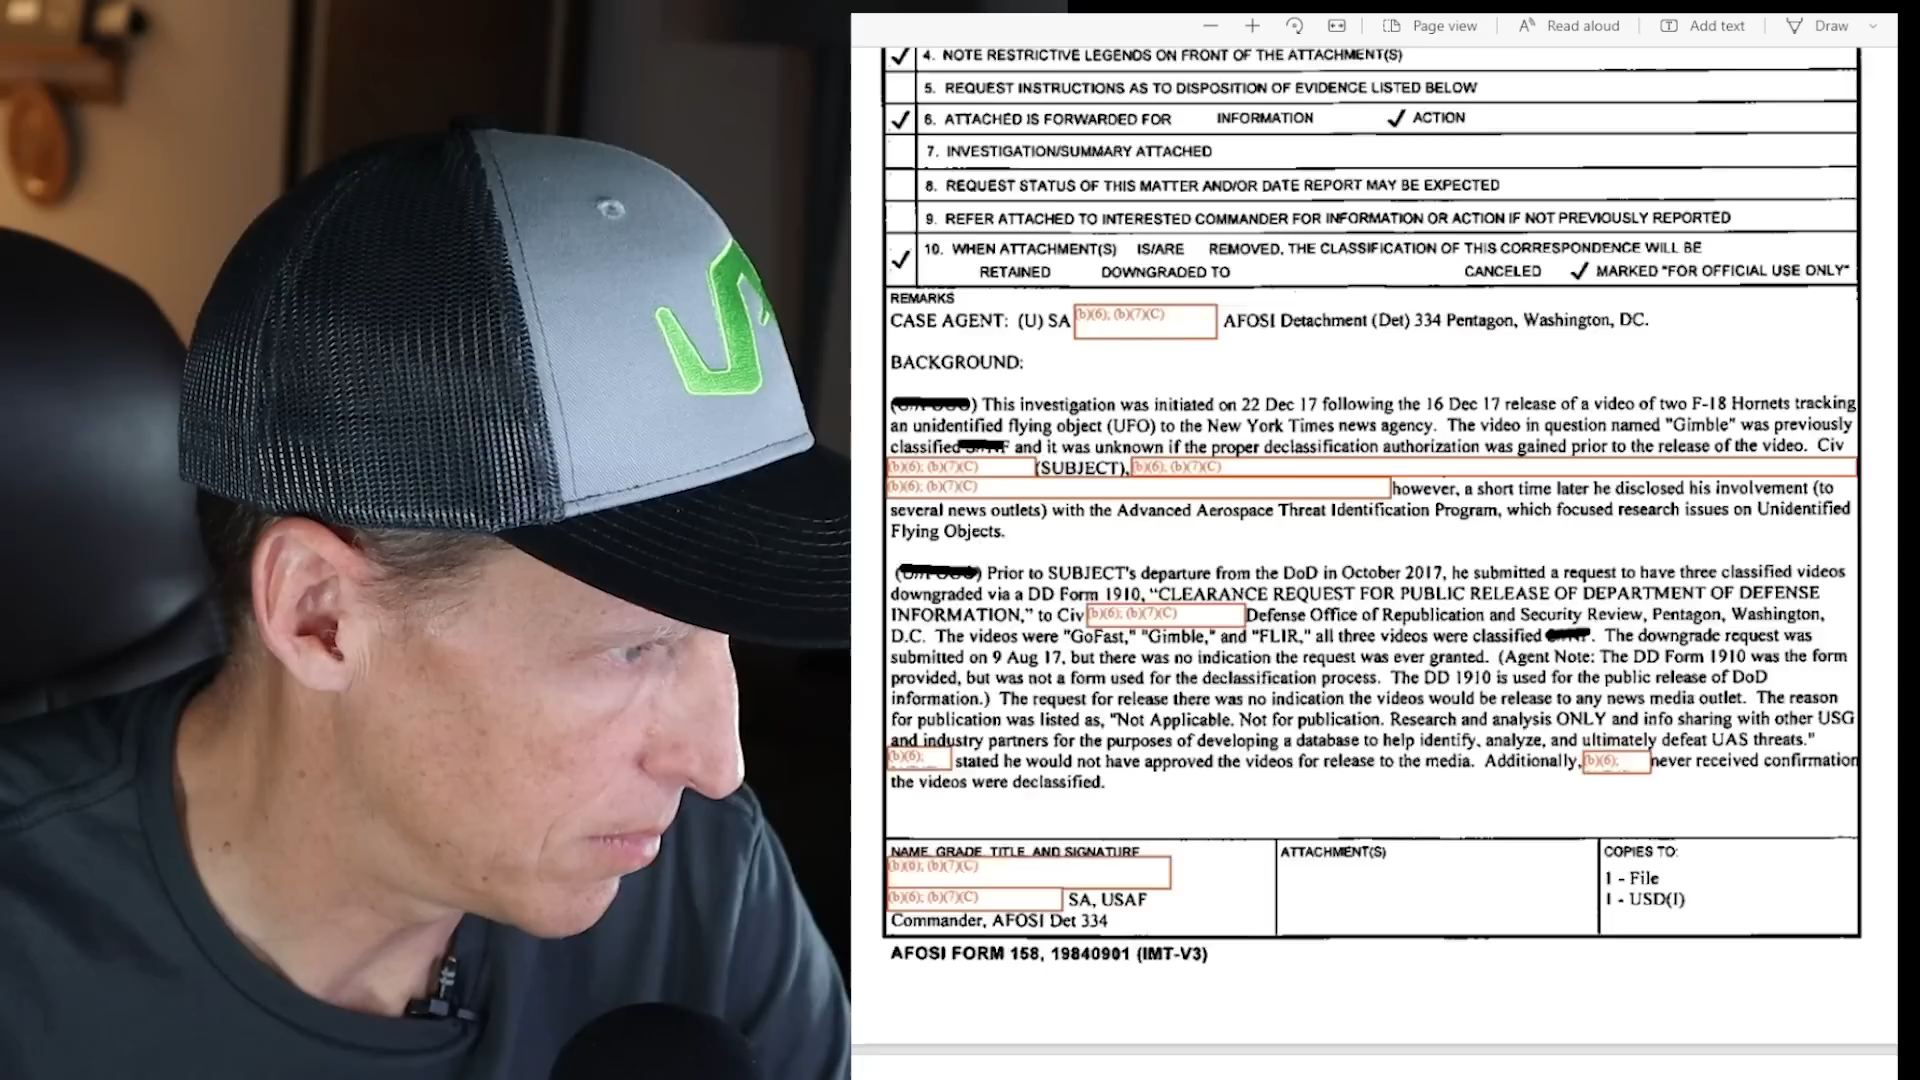 Page view
Read aloud
Add text
Draw
4. NOTE RESTRICTIVE LEGENDS ON FRONT OF THE ATTACHMENT(S)
5. REQUEST INSTRUCTIONS AS TO DISPOSITION OF EVIDENCE LISTED BELOW
6. ATTACHED IS FORWARDED FOR INFORMATION ACTION
7. INVESTIGATION/SUMMARY ATTACHED
8. REQUEST STATUS OF THIS MATTER AND/OR DATE REPORT MAY BE EXPECTED
9. REFER ATTACHED TO INTERESTED COMMANDER FOR INFORMATION OR ACTION IF NOT PREVIOUSLY REPORTED
10. WHEN ATTACHMENT(S) IS/ARE REMOVED, THE CLASSIFICATION OF THIS CORRESPONDENCE WILL BE
RETAINED DOWNGRADED TO CANCELED MARKED "FOR OFFICIAL USE ONLY"
REMARKS
CASE AGENT: (U) SA (b)(6); (b)(7)(C) AFOSI Detachment (Det) 334 Pentagon, Washington, DC.
BACKGROUND:
) This investigation was initiated on 22 Dec 17 following the 16 Dec 17 release of a video of two F-18 Hornets tracking
an unidentified flying object (UFO) to the New York Times news agency. The video in question named "Gimble" was previously
classified and it was unknown if the proper declassification authorization was gained prior to the release of the video. Civ
(b)(6); (b)(7)(C) (SUBJECT), (b)(6); (b)(7)(C)
(b)(6); (b)(7)(C) however, a short time later he disclosed his involvement (to
several news outlets) with the Advanced Aerospace Threat Identification Program, which focused research issues on Unidentified
Flying Objects.
( ) Prior to SUBJECT's departure from the DoD in October 2017, he submitted a request to have three classified videos
downgraded via a DD Form 1910, "CLEARANCE REQUEST FOR PUBLIC RELEASE OF DEPARTMENT OF DEFENSE
INFORMATION," to Civ (b)(6); (b)(7)(C) Defense Office of Republication and Security Review, Pentagon, Washington,
D.C. The videos were "GoFast," "Gimble," and "FLIR," all three videos were classified . The downgrade request was
submitted on 9 Aug 17, but there was no indication the request was ever granted. (Agent Note: The DD Form 1910 was the form
provided, but was not a form used for the declassification process. The DD 1910 is used for the public release of DoD
information.) The request for release there was no indication the videos would be release to any news media outlet. The reason
for publication was listed as, "Not Applicable. Not for publication. Research and analysis ONLY and info sharing with other USG
and industry partners for the purposes of developing a database to help identify, analyze, and ultimately defeat UAS threats."
(b)(6); stated he would not have approved the videos for release to the media. Additionally, (b)(6); never received confirmation
the videos were declassified.
NAME, GRADE, TITLE, AND SIGNATURE
(b)(6); (b)(7)(C)
(b)(6); (b)(7)(C) SA, USAF
Commander, AFOSI Det 334
ATTACHMENT(S)
COPIES TO:
1 - File
1 - USD(I)
AFOSI FORM 158, 19840901 (IMT-V3)